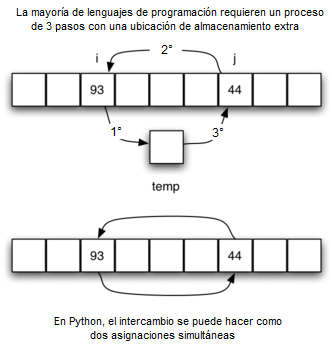 La mayoría de lenguajes de programación requieren un proceso
de 3 pasos con una ubicación de almacenamiento extra
2°
i
j
93
44
1°
3°
temp
93
44
En Python, el intercambio se puede hacer como
dos asignaciones simultáneas